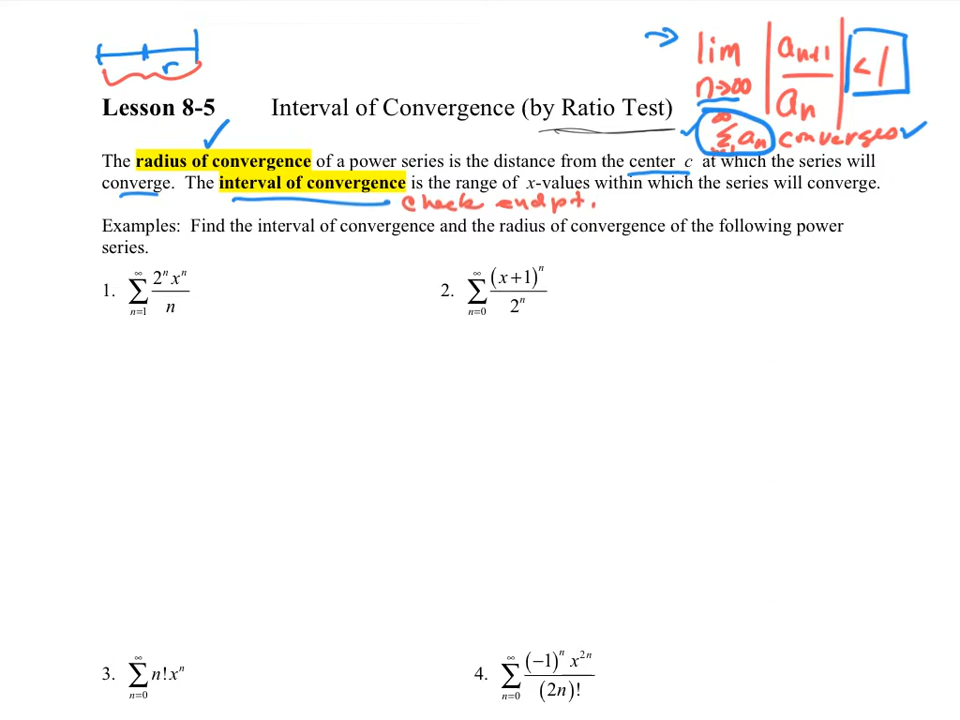 r
→ lim n→∞ |aₙ₊₁ / aₙ| < 1
Lesson 8-5 Interval of Convergence (by Ratio Test)
∞ Σ n=1 aₙ converges
The radius of convergence of a power series is the distance from the center c at which the series will
converge. The interval of convergence is the range of x-values within which the series will converge.
check endpt.
Examples: Find the interval of convergence and the radius of convergence of the following power
series.
1. ∞ Σ n=1 2ⁿxⁿ / n
2. ∞ Σ n=0 (x+1)ⁿ / 2ⁿ
3. ∞ Σ n=0 n!xⁿ
4. ∞ Σ n=0 (−1)ⁿ x²ⁿ / (2n)!